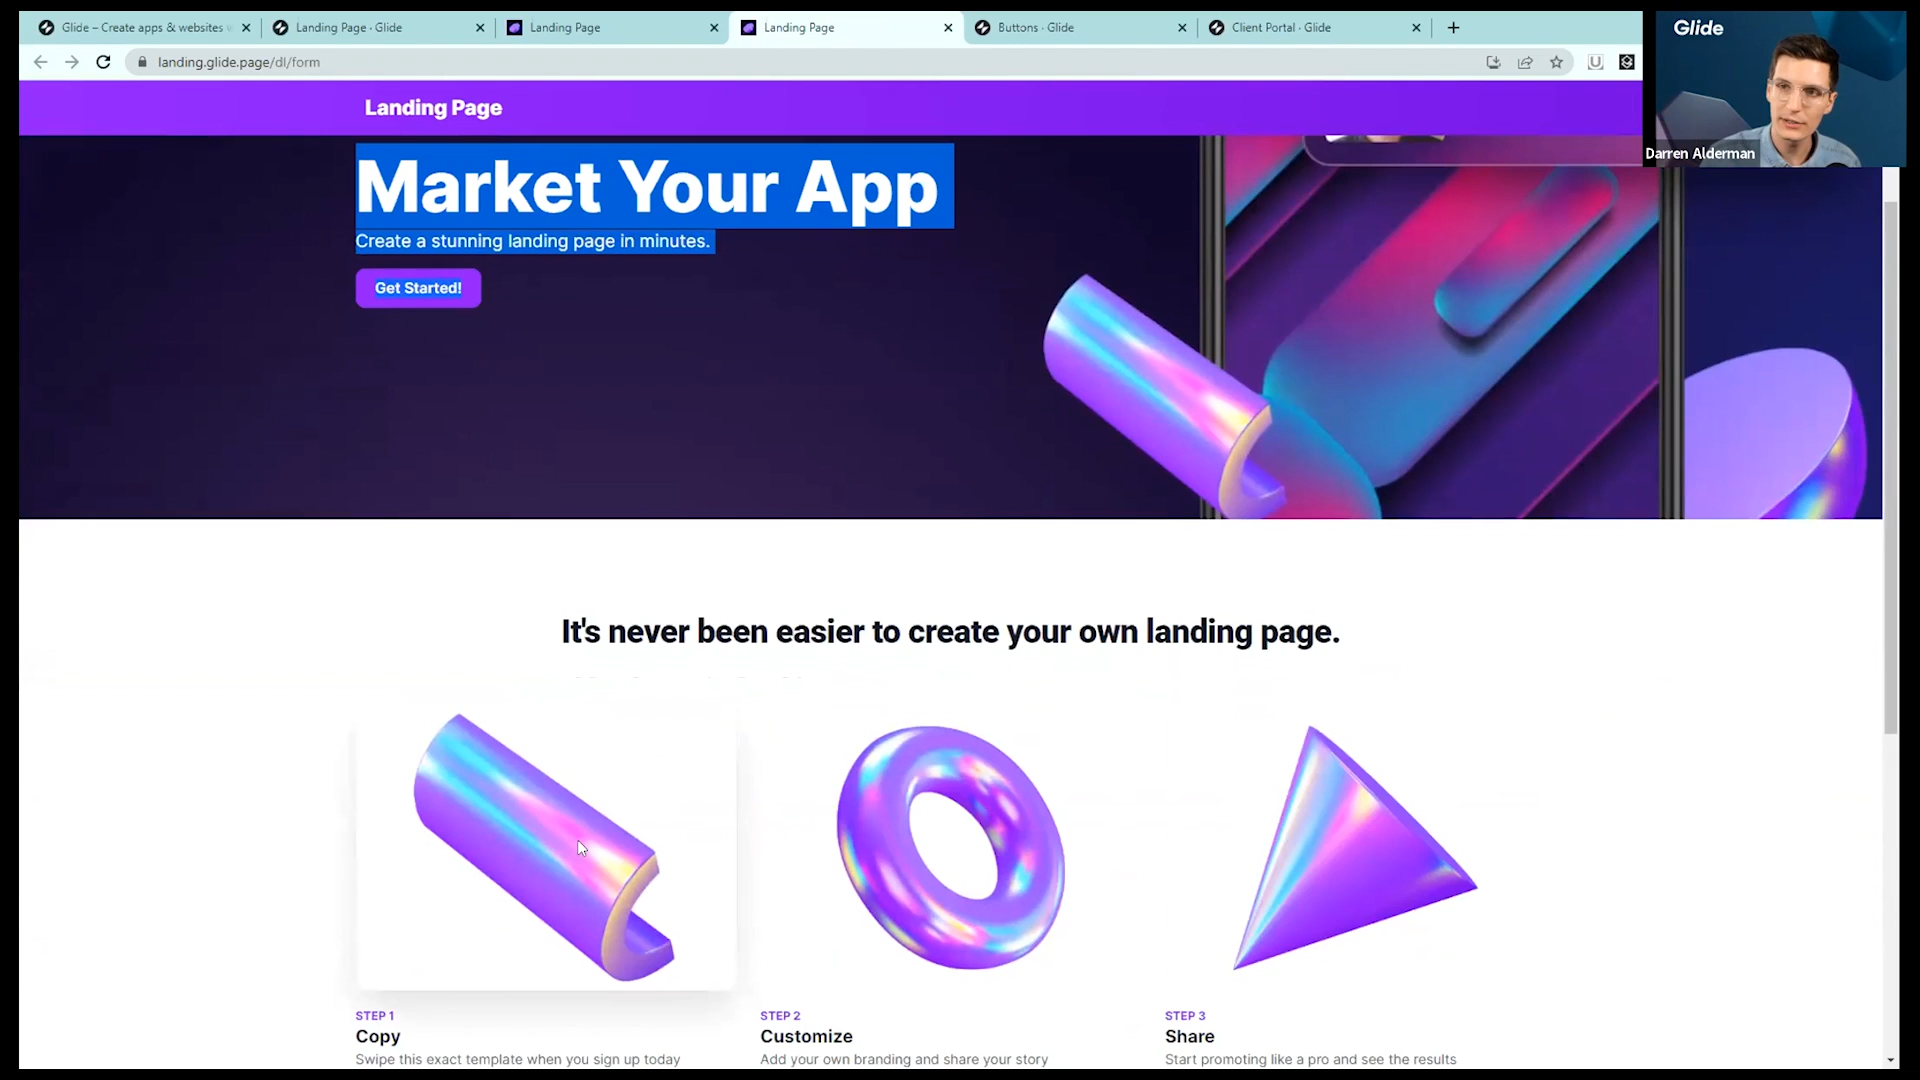 Glide – Create apps & websites
Landing Page · Glide
Landing Page
Landing Page
Buttons · Glide
Client Portal · Glide
landing.glide.page/dl/form
Glide
Darren Alderman
Landing Page
Market Your App
Create a stunning landing page in minutes.
Get Started!
It's never been easier to create your own landing page.
STEP 1
Copy
Swipe this exact template when you sign up today
STEP 2
Customize
Add your own branding and share your story
STEP 3
Share
Start promoting like a pro and see the results